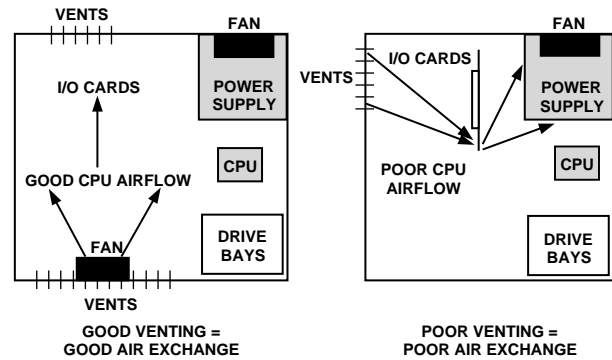 VENTS
FAN
I/O CARDS
POWER
SUPPLY
CPU
GOOD CPU AIRFLOW
FAN
DRIVE
BAYS
VENTS
GOOD VENTING =
GOOD AIR EXCHANGE
FAN
VENTS
I/O CARDS
POWER
SUPPLY
CPU
POOR CPU
AIRFLOW
DRIVE
BAYS
POOR VENTING =
POOR AIR EXCHANGE